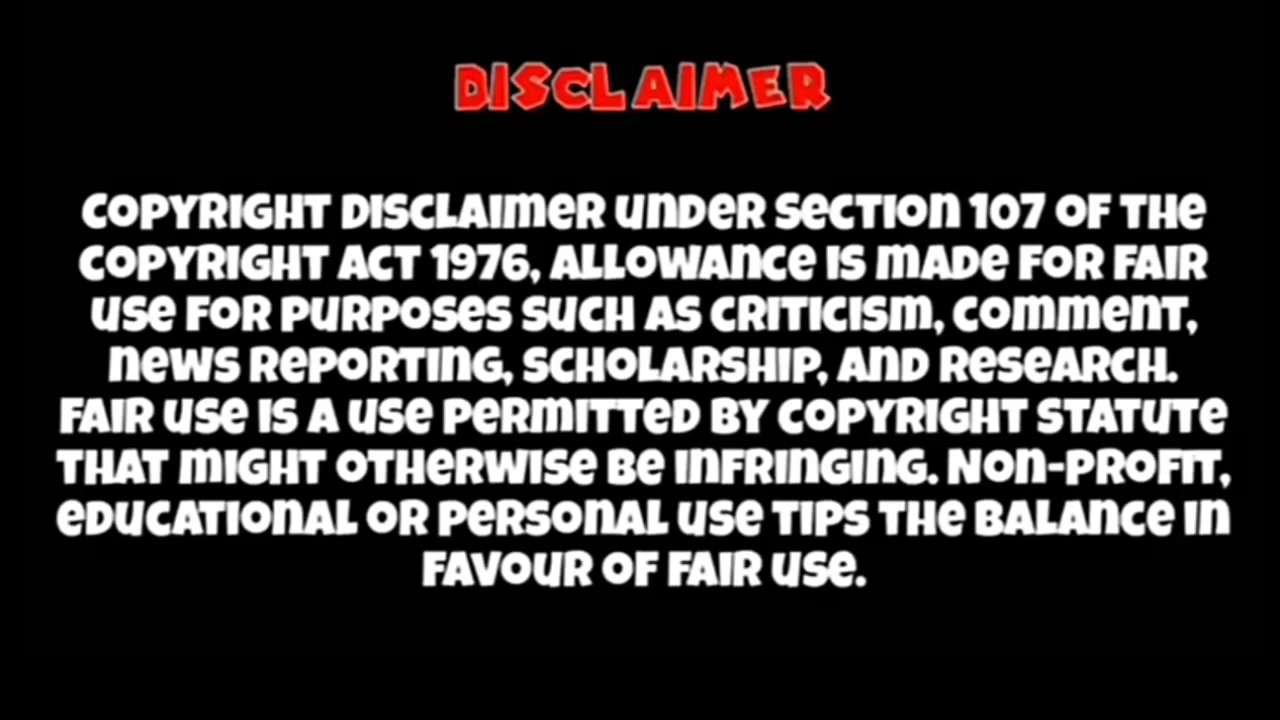 DISCLAIMER
COPYRIGHT DISCLAIMER UNDER SECTION 107 OF THE
COPYRIGHT ACT 1976, ALLOWANCE IS MADE FOR FAIR
USE FOR PURPOSES SUCH AS CRITICISM, COMMENT,
NEWS REPORTING, SCHOLARSHIP, AND RESEARCH.
FAIR USE IS A USE PERMITTED BY COPYRIGHT STATUTE
THAT MIGHT OTHERWISE BE INFRINGING. NON-PROFIT,
EDUCATIONAL OR PERSONAL USE TIPS THE BALANCE IN
FAVOUR OF FAIR USE.